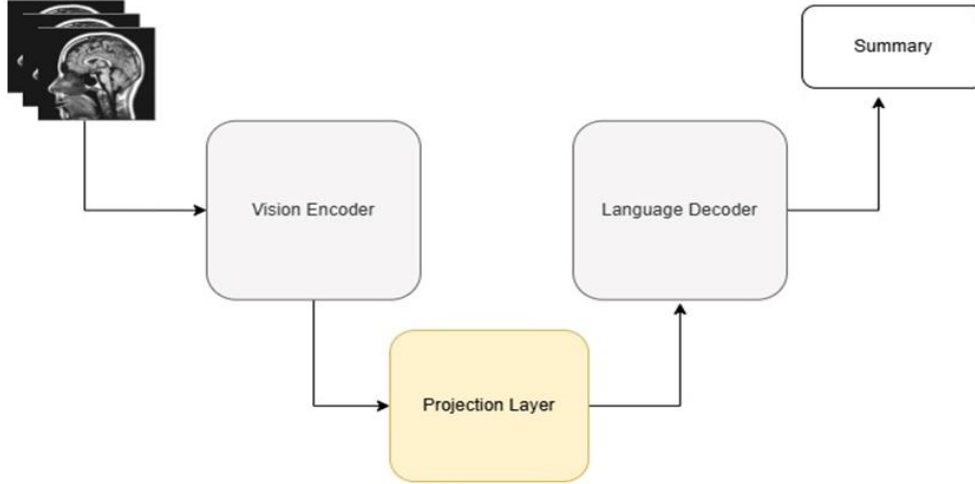 Summary
Vision Encoder
Language Decoder
Projection Layer